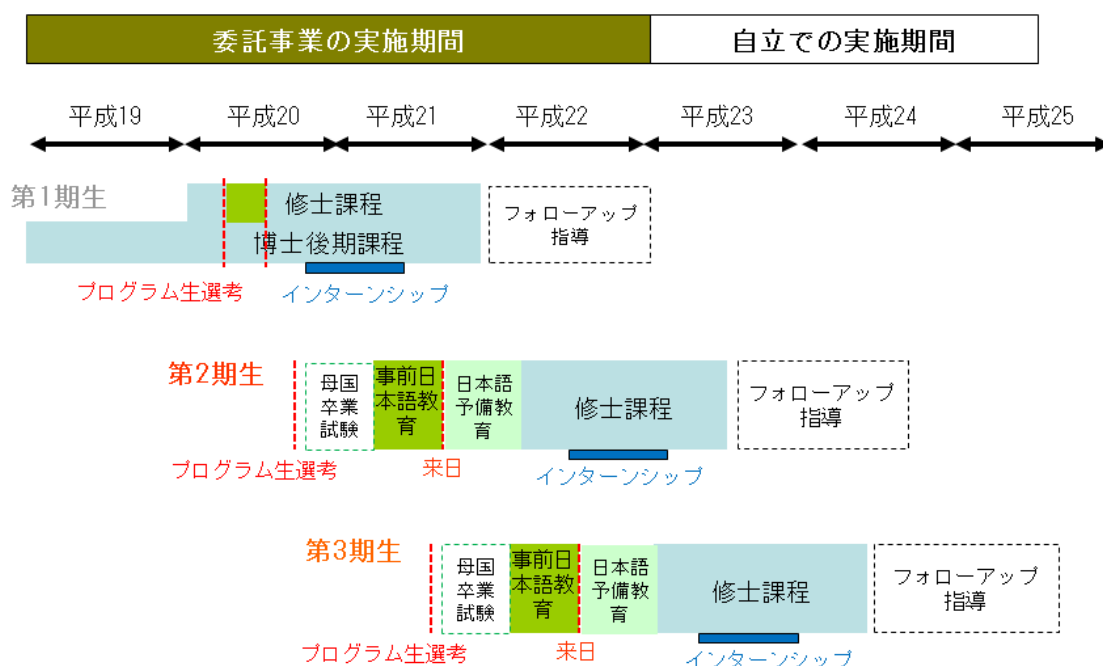 委託事業の実施期間
自立での実施期間
平成19
平成20
平成21
平成22
平成23
平成24
平成25
第1期生
修士課程
博士後期課程
フォローアップ
指導
プログラム生選考
インターンシップ
第2期生
母国
卒業
試験
事前日
本語教
育
日本語
予備教
育
修士課程
フォローアップ
指導
プログラム生選考
来日
インターンシップ
第3期生
母国
卒業
試験
事前日
本語教
育
日本語
予備教
育
修士課程
フォローアップ
指導
プログラム生選考
来日
インターンシップ